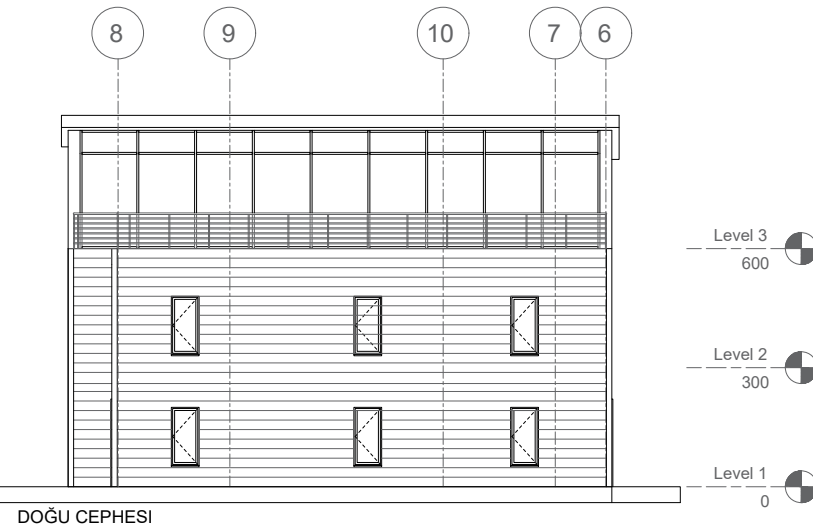 8 9 10 7 6
Level 3
600
Level 2
300
Level 1
0
DOĞU CEPHESI